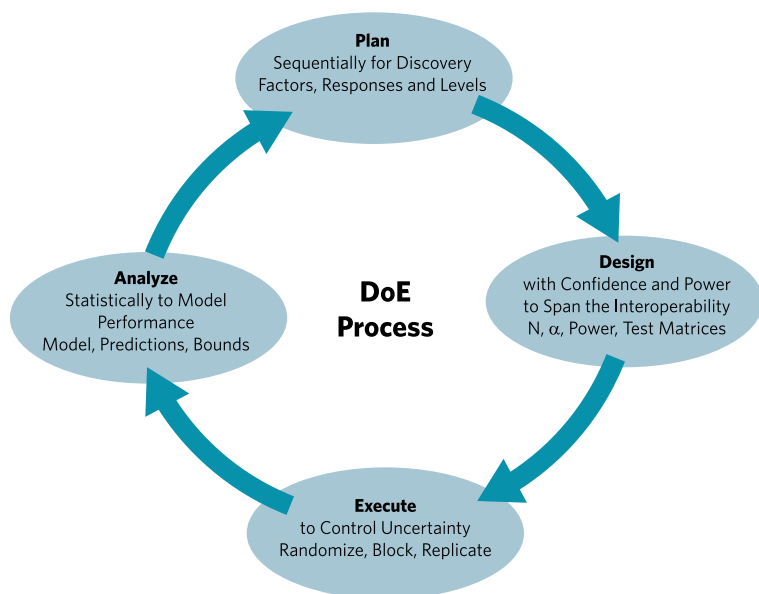 Plan
Sequentially for Discovery
Factors, Responses and Levels
Design
with Confidence and Power
to Span the Interoperability
N, α, Power, Test Matrices
DoE
Process
Analyze
Statistically to Model
Performance
Model, Predictions, Bounds
Execute
to Control Uncertainty
Randomize, Block, Replicate